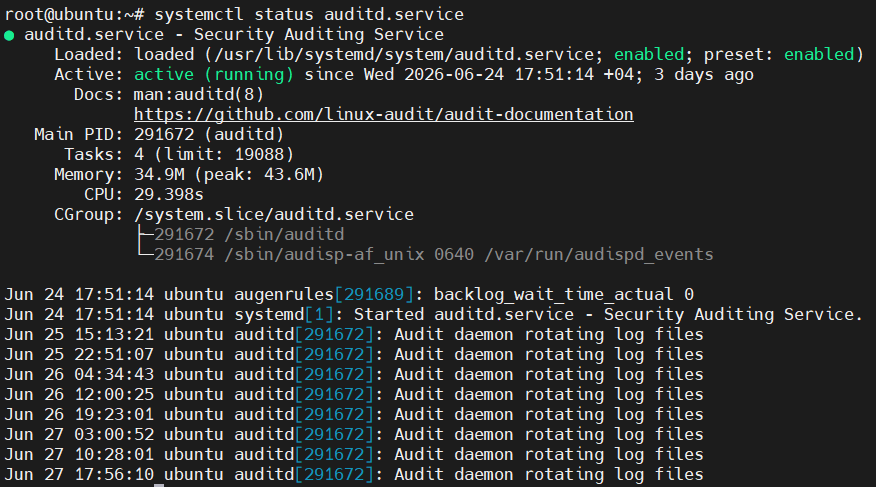 root@ubuntu:~# systemctl status auditd.service
● auditd.service - Security Auditing Service
     Loaded: loaded (/usr/lib/systemd/system/auditd.service; enabled; preset: enabled)
     Active: active (running) since Wed 2026-06-24 17:51:14 +04; 3 days ago
       Docs: man:auditd(8)
             https://github.com/linux-audit/audit-documentation
   Main PID: 291672 (auditd)
      Tasks: 4 (limit: 19088)
     Memory: 34.9M (peak: 43.6M)
        CPU: 29.398s
     CGroup: /system.slice/auditd.service
             ├─291672 /sbin/auditd
             └─291674 /sbin/audisp-af_unix 0640 /var/run/audispd_events

Jun 24 17:51:14 ubuntu augenrules[291689]: backlog_wait_time_actual 0
Jun 24 17:51:14 ubuntu systemd[1]: Started auditd.service - Security Auditing Service.
Jun 25 15:13:21 ubuntu auditd[291672]: Audit daemon rotating log files
Jun 25 22:51:07 ubuntu auditd[291672]: Audit daemon rotating log files
Jun 26 04:34:43 ubuntu auditd[291672]: Audit daemon rotating log files
Jun 26 12:00:25 ubuntu auditd[291672]: Audit daemon rotating log files
Jun 26 19:23:01 ubuntu auditd[291672]: Audit daemon rotating log files
Jun 27 03:00:52 ubuntu auditd[291672]: Audit daemon rotating log files
Jun 27 10:28:01 ubuntu auditd[291672]: Audit daemon rotating log files
Jun 27 17:56:10 ubuntu auditd[291672]: Audit daemon rotating log files